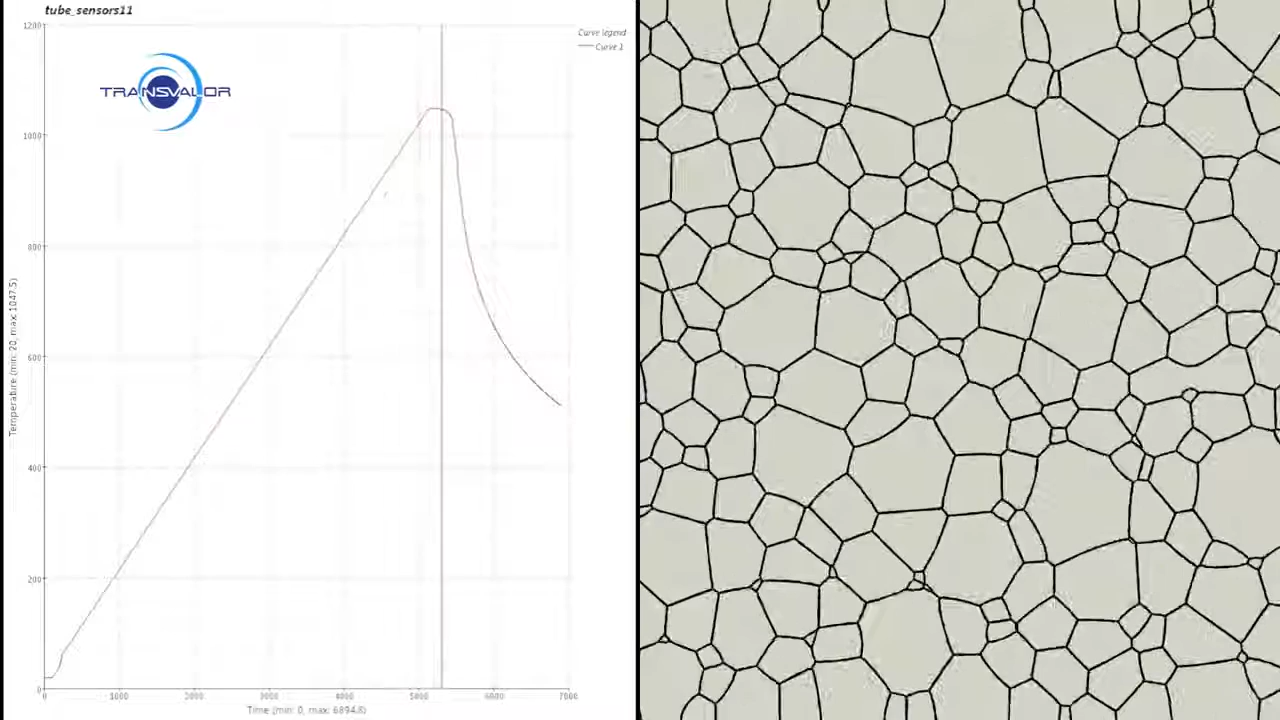 tube_sensors11
Curve legend
Curve 1
TRANSVALOR
1200
1000
800
600
400
200
0
Temperature (min: 20, max: 1047.5)
0 1000 2000 3000 4000 5000 6000 7000
Time (min: 0, max: 6894.8)